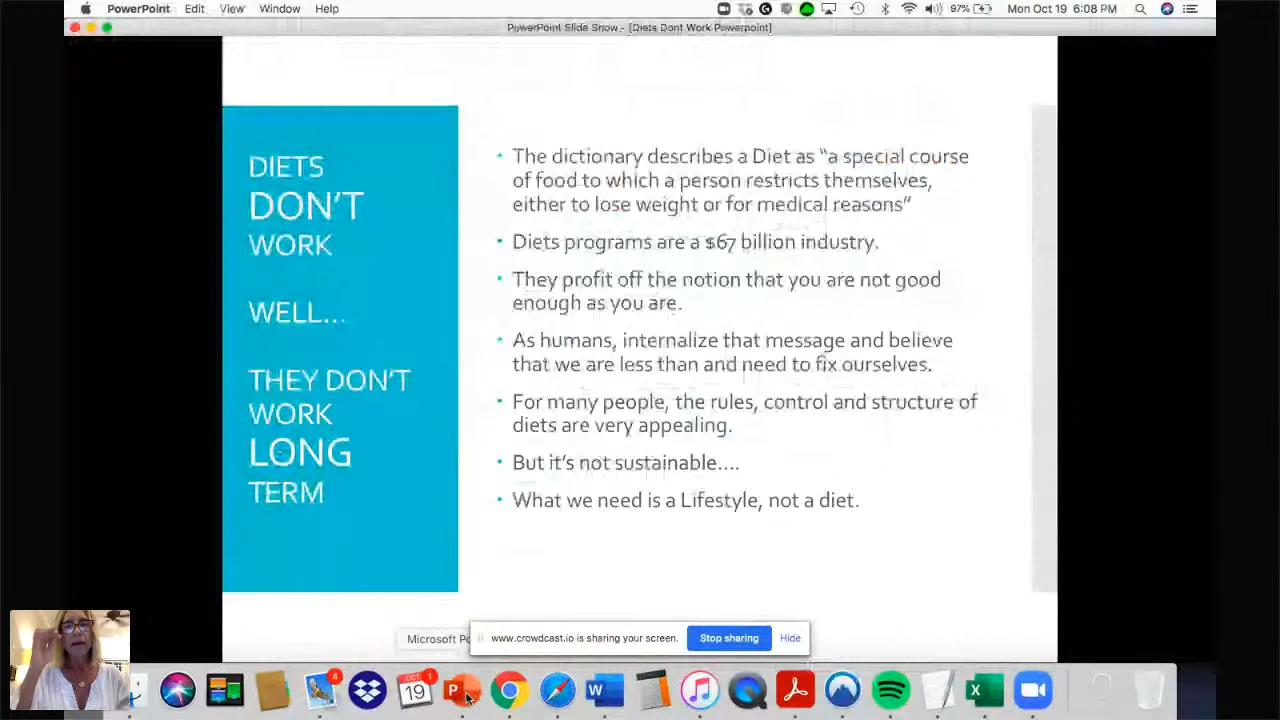 PowerPoint Edit View Window Help
97% Mon Oct 19 6:08 PM
PowerPoint Slide Show - [Diets Dont Work Powerpoint]
DIETS
DON'T
WORK
WELL...
THEY DON'T
WORK
LONG
TERM
• The dictionary describes a Diet as “a special course
of food to which a person restricts themselves,
either to lose weight or for medical reasons”
• Diets programs are a $67 billion industry.
• They profit off the notion that you are not good
enough as you are.
• As humans, internalize that message and believe
that we are less than and need to fix ourselves.
• For many people, the rules, control and structure of
diets are very appealing.
• But it's not sustainable....
• What we need is a Lifestyle, not a diet.
Microsoft Po
www.crowdcast.io is sharing your screen. Stop sharing Hide
4
OCT
19
1
P
W
X